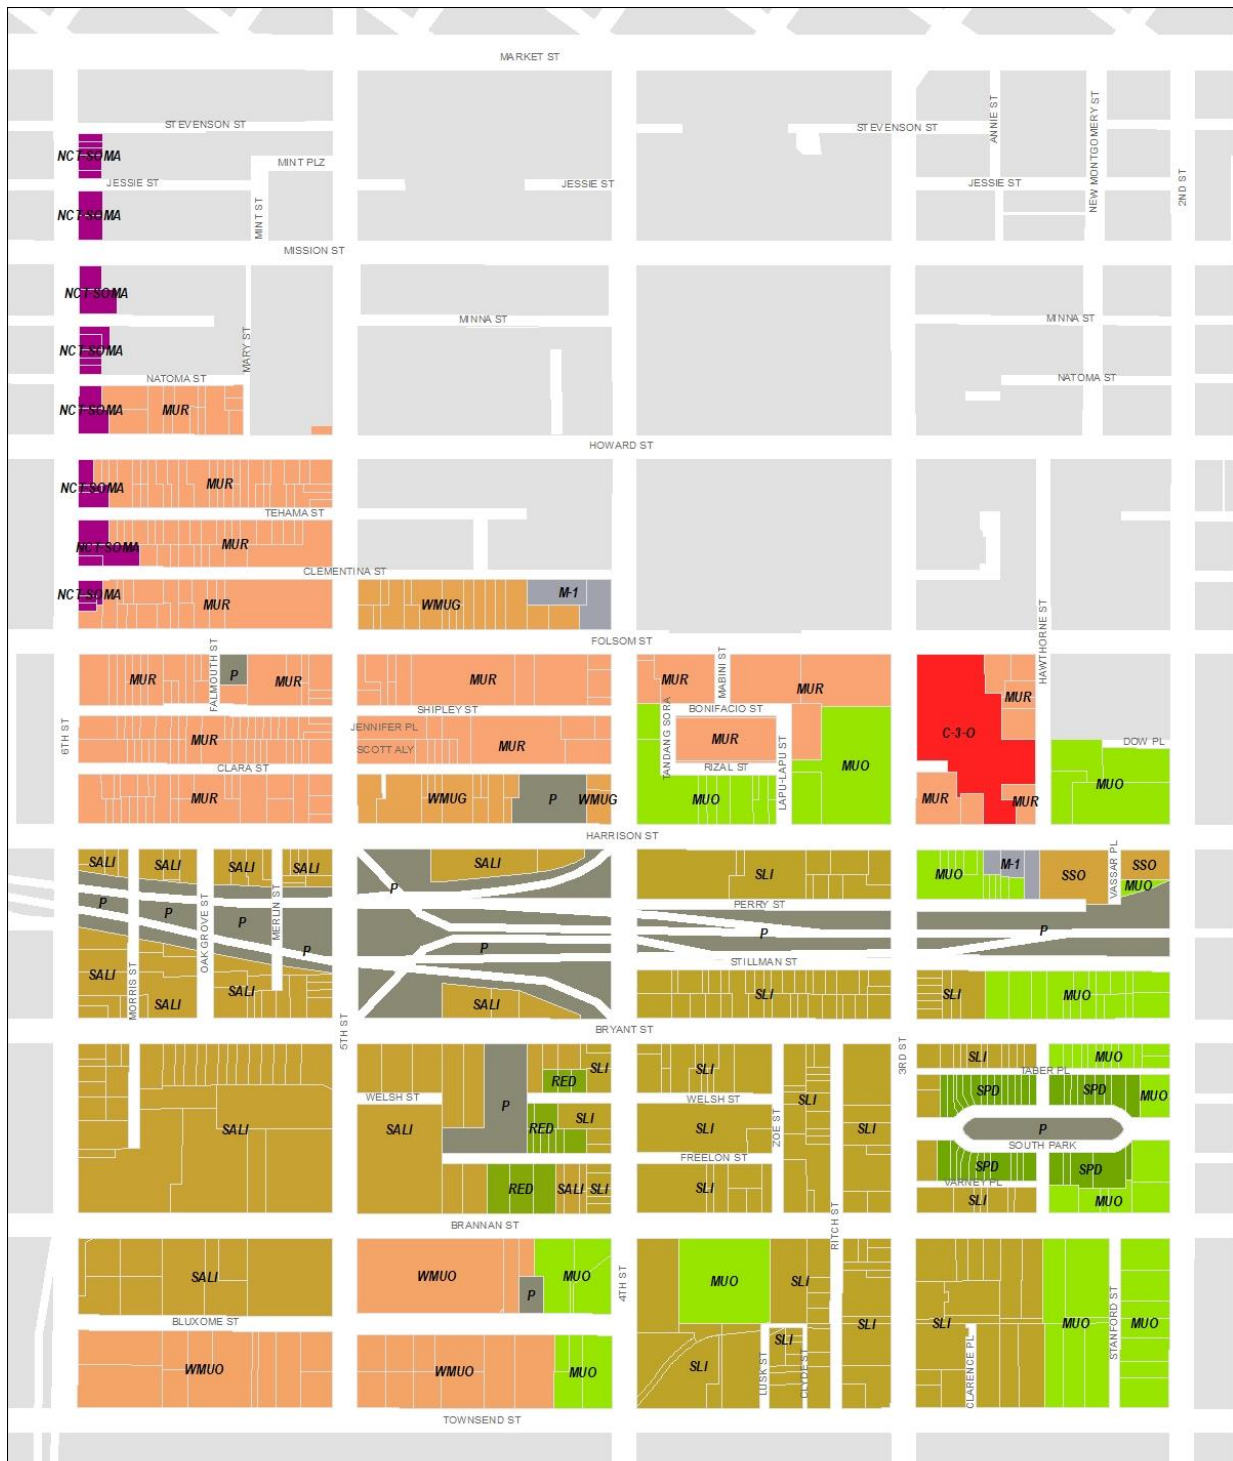 MARKET ST
STEVENSON ST
STEVENSON ST
ANNIE ST
NEW MONTGOMERY ST
NCT-SOMA
MINT PLZ
JESSIE ST
JESSIE ST
JESSIE ST
2ND ST
NCT-SOMA
MINT ST
MISSION ST
NCT-SOMA
MINNA ST
MINNA ST
NCT-SOMA
MARY ST
NATOMA ST
NATOMA ST
NCT-SOMA
MUR
HOWARD ST
NCT-SOMA
MUR
TEHAMA ST
NCT-SOMA
MUR
CLEMENTINA ST
NCT-SOMA
MUR
WMUG
M-1
FOLSOM ST
HAWTHORNE ST
6TH ST
MUR
FALMOUTH ST
P
MUR
MUR
MUR
MABINI ST
MUR
MUR
SHIPLEY ST
TANDANG SORA
BONIFACIO ST
JENNIFER PL
C-3-O
MUR
SCOTT ALY
MUR
MUR
LAPU-LAPU ST
DOW PL
CLARA ST
RIZAL ST
MUO
MUO
MUR
WMUG
P
WMUG
MUO
MUR
MUR
HARRISON ST
SALI
SALI
SALI
SALI
SALI
SLI
MUO
M-1
SSO
VASSAR PL
SSO
MUO
P
P
P
P
P
OAK GROVE ST
MERLIN ST
PERRY ST
P
P
P
STILLMAN ST
SALI
MORRIS ST
SALI
SALI
SALI
SLI
SLI
MUO
5TH ST
BRYANT ST
3RD ST
SLI
SLI
SLI
SLI
MUO
TABER PL
RED
P
WELSH ST
WELSH ST
SLI
SPD
SPD
MUO
SALI
SALI
RED
SLI
SLI
ZOE ST
SLI
P
SOUTH PARK
FREELON ST
RED
SALI
SLI
SLI
SLI
SPD
SPD
VARNEY PL
SLI
MUO
BRANNAN ST
RITCH ST
SALI
WMUO
MUO
P
4TH ST
MUO
SLI
BLUXOME ST
SLI
SLI
MUO
STANFORD ST
MUO
WMUO
WMUO
MUO
SLI
LUSK ST
SLI
CLYDE ST
CLARENCE PL
TOWNSEND ST